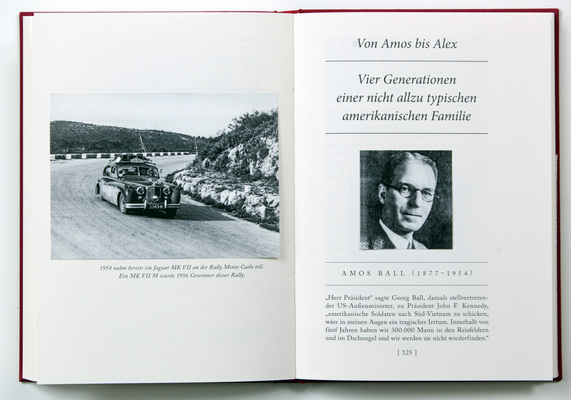 1954 nahm bereits ein Jaguar MK VII an der Rally Monte Carlo teil.
Ein MK VII M wurde 1956 Gewinner dieser Rally.
Von Amos bis Alex
Vier Generationen
einer nicht allzu typischen
amerikanischen Familie
AMOS BALL (1877–1954)
„Herr Präsident“ sagte Georg Ball, damals stellvertreten-
der US-Außenminister, zu Präsident John F. Kennedy,
„amerikanische Soldaten nach Süd-Vietnam zu schicken,
wäre in meinen Augen ein tragischer Irrtum. Innerhalb von
fünf Jahren haben wir 300.000 Mann in den Reisfeldern
und im Dschungel und wir werden sie nicht wiederfinden.“
[ 125 ]